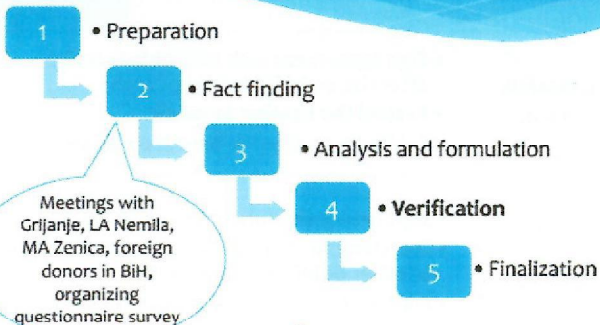 1 • Preparation
2 • Fact finding
3 • Analysis and formulation
4 • Verification
5 • Finalization
Meetings with
Grijanje, LA Nemila,
MA Zenica, foreign
donors in BiH,
organizing
questionnaire survey